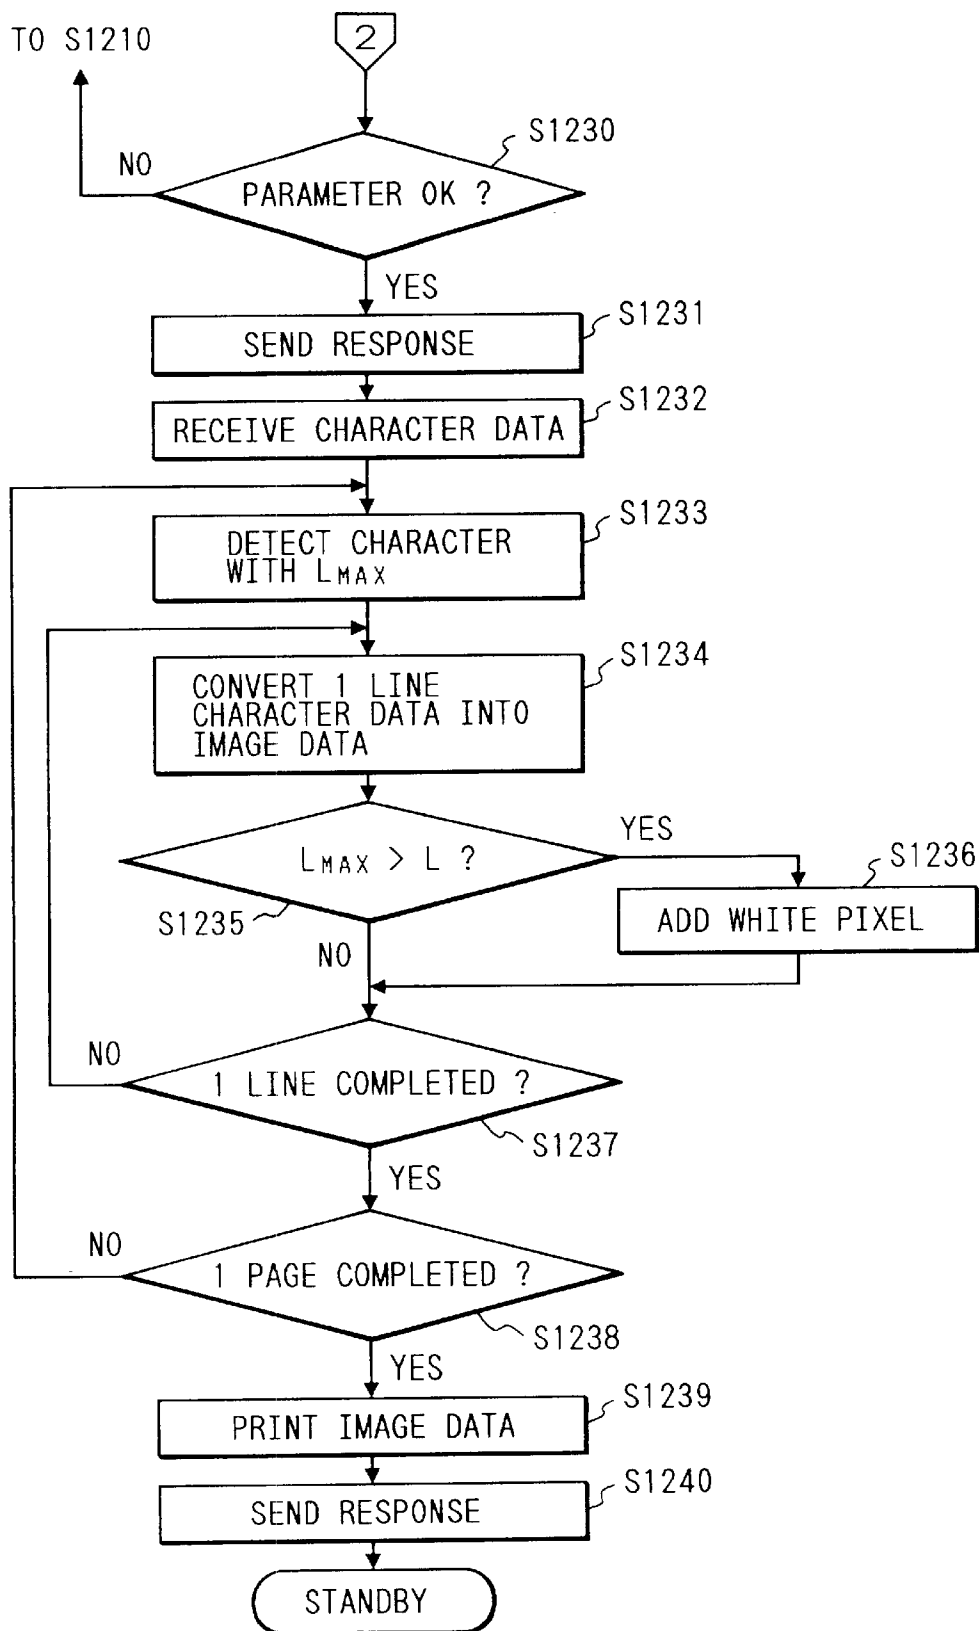 TO S1210
2
S1230
NO
PARAMETER OK ?
YES
S1231
SEND RESPONSE
S1232
RECEIVE CHARACTER DATA
S1233
DETECT CHARACTER
WITH LMAX
S1234
CONVERT 1 LINE
CHARACTER DATA INTO
IMAGE DATA
YES
LMAX > L ?
S1236
S1235
ADD WHITE PIXEL
NO
NO
1 LINE COMPLETED ?
S1237
YES
NO
1 PAGE COMPLETED ?
S1238
YES
S1239
PRINT IMAGE DATA
S1240
SEND RESPONSE
STANDBY